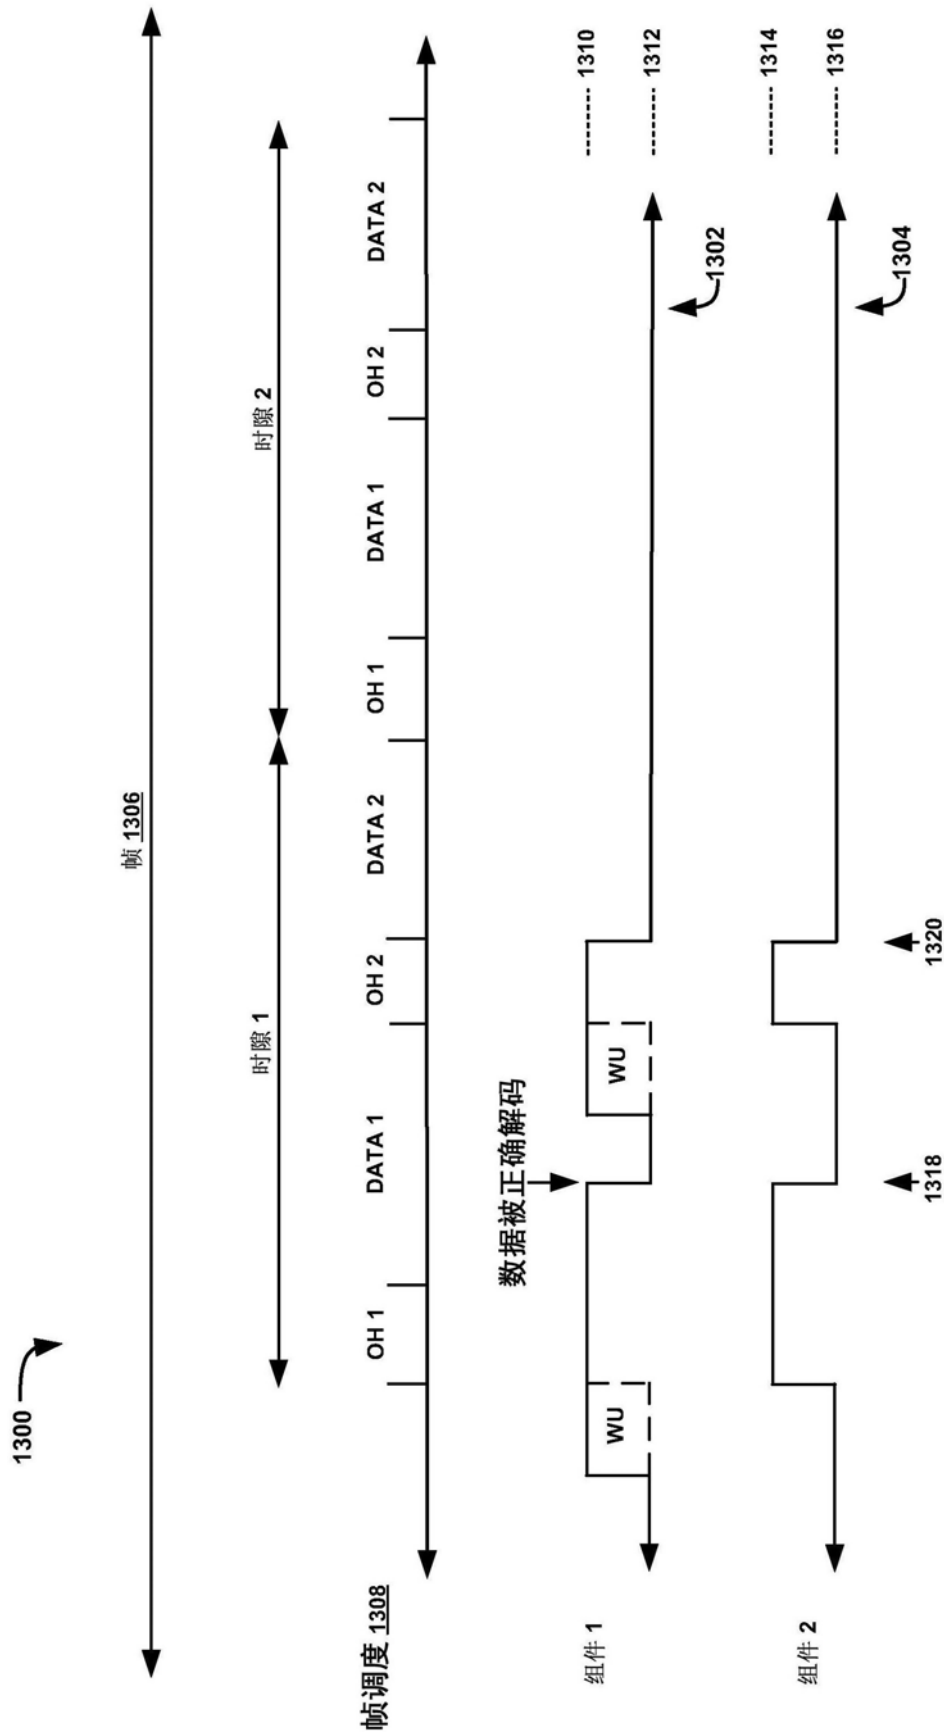 1300
帧 1306
时隙 1
时隙 2
帧调度 1308
OH 1
DATA 1
OH 2
DATA 2
OH 1
DATA 1
OH 2
DATA 2
数据被正确解码
组件 1
WU
WU
1302
1310
1312
组件 2
1304
1314
1316
1318
1320